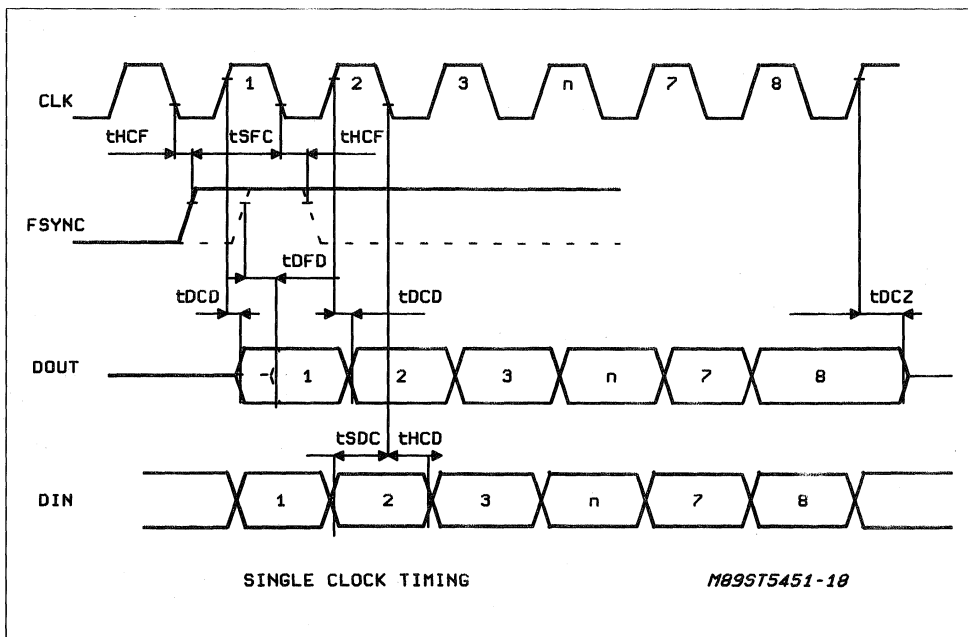 1 2 3 n 7 8
CLK
tHCF tSFC tHCF
FSYNC
tDFD
tDCD tDCD tDCZ
DOUT 1 2 3 n 7 8
tSDC tHCD
DIN 1 2 3 n 7 8
SINGLE CLOCK TIMING M89ST5451-10